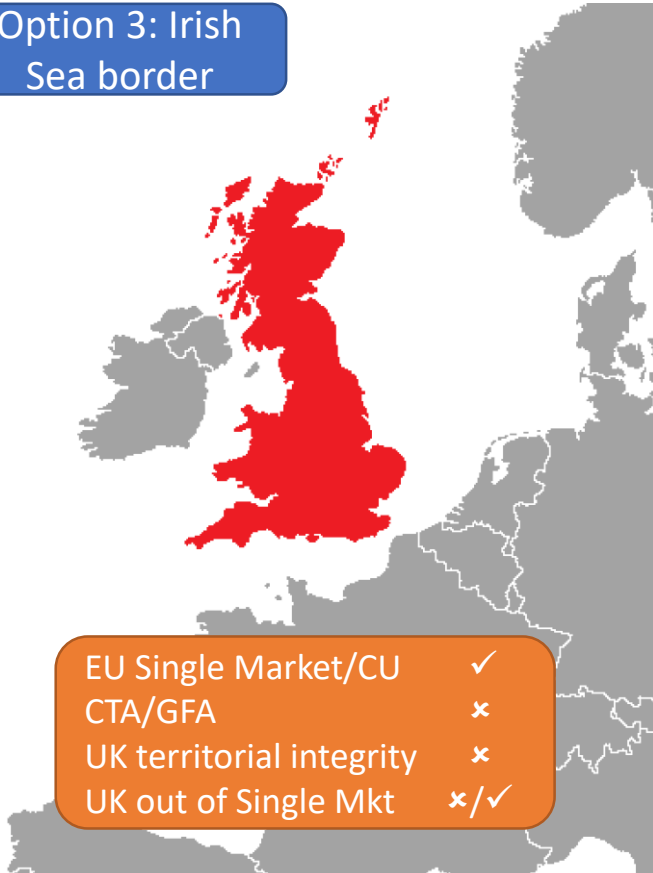 Option 3: Irish
Sea border
EU Single Market/CU ✓
CTA/GFA ×
UK territorial integrity ×
UK out of Single Mkt ×/✓